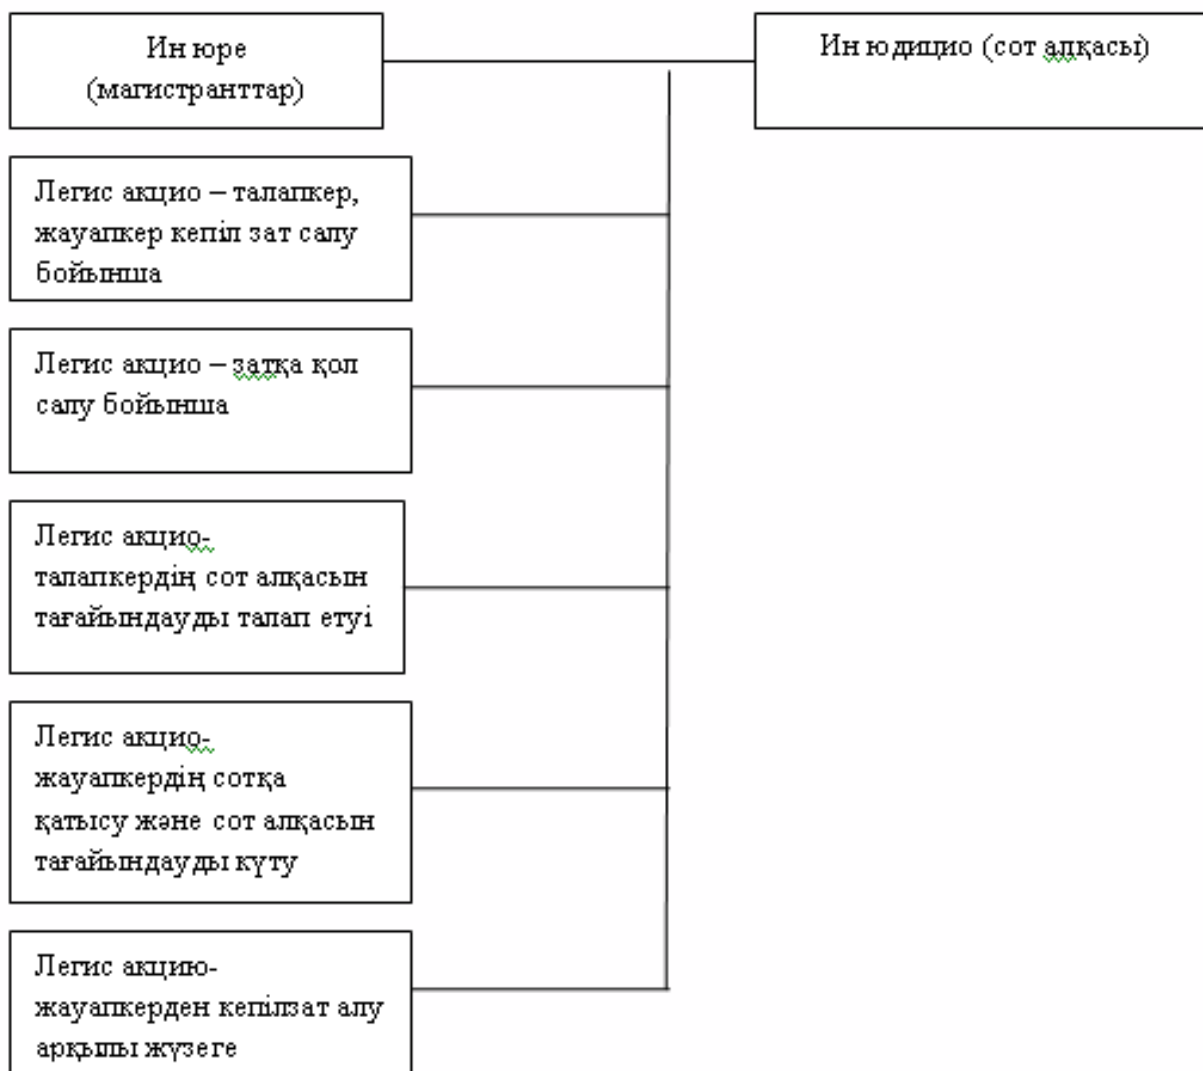 Ин юре
(магистранттар)
Ин юдицио (сот алқасы)
Легис акцио – талапкер,
жауапкер кепіл зат салу
бойынша
Легис акцио – затқа қол
салу бойынша
Легис акцио-
талапкердің сот алқасын
тағайындауды талап етуі
Легис акцио-
жауапкердің сотқа
қатысу және сот алқасын
тағайындауды күту
Легис акцию-
жауапкерден кепілзат алу
арқылы жүзеге